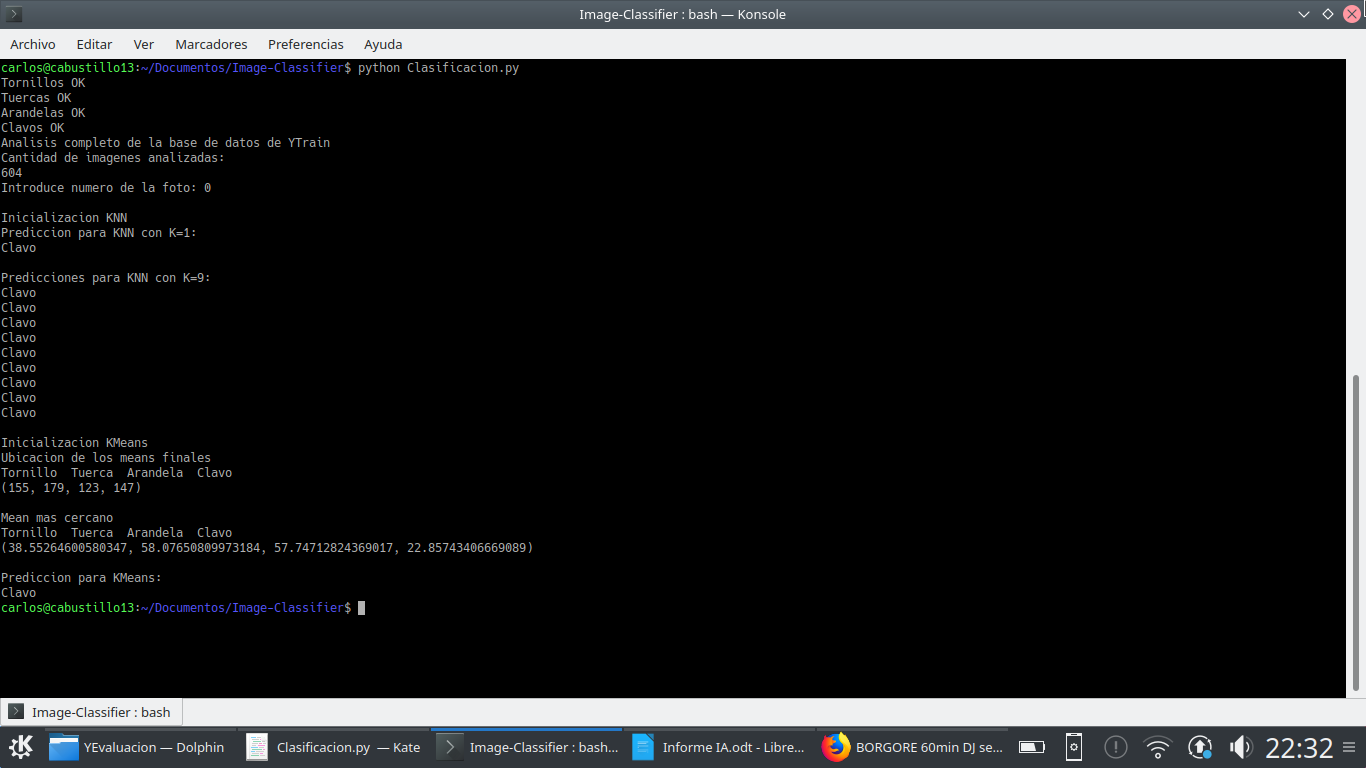 Image-Classifier : bash — Konsole
Archivo Editar Ver Marcadores Preferencias Ayuda
carlos@cabustillo13:~/Documentos/Image-Classifier$ python Clasificacion.py
Tornillos OK
Tuercas OK
Arandelas OK
Clavos OK
Analisis completo de la base de datos de YTrain
Cantidad de imagenes analizadas:
604
Introduce numero de la foto: 0
Inicializacion KNN
Prediccion para KNN con K=1:
Clavo
Predicciones para KNN con K=9:
Clavo
Clavo
Clavo
Clavo
Clavo
Clavo
Clavo
Clavo
Clavo
Inicializacion KMeans
Ubicacion de los means finales
Tornillo  Tuerca  Arandela  Clavo
(155, 179, 123, 147)
Mean mas cercano
Tornillo  Tuerca  Arandela  Clavo
(38.55264600580347, 58.07650809973184, 57.74712824369017, 22.85743406669089)
Prediccion para KMeans:
Clavo
carlos@cabustillo13:~/Documentos/Image-Classifier$
Image-Classifier : bash
YEvaluacion — Dolphin Clasificacion.py — Kate Image-Classifier : bash... Informe IA.odt - Libre... BORGORE 60min DJ se... 22:32